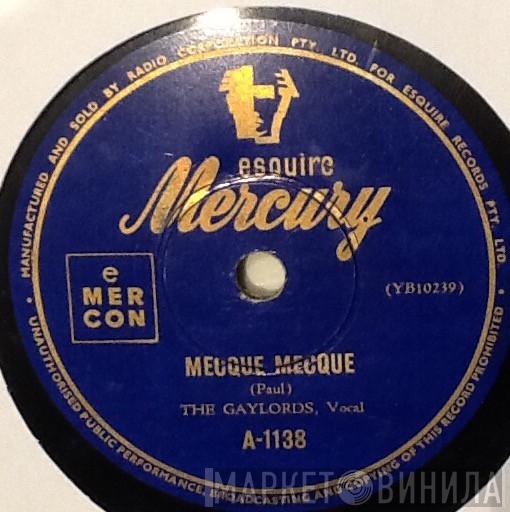 MANUFACTURED AND SOLD BY RADIO CORPORATION PTY. LTD. FOR ESQUIRE RECORDS PTY. LTD.
esquire
Mercury
e
MER
CON
(YB10239)
MECQUE MECQUE
(Paul)
THE GAYLORDS, Vocal
A-1138
UNAUTHORISED PUBLIC PERFORMANCE, BROADCASTING AND COPYING OF THIS RECORD PROHIBITED
МАРКЕТ ВИНИЛА